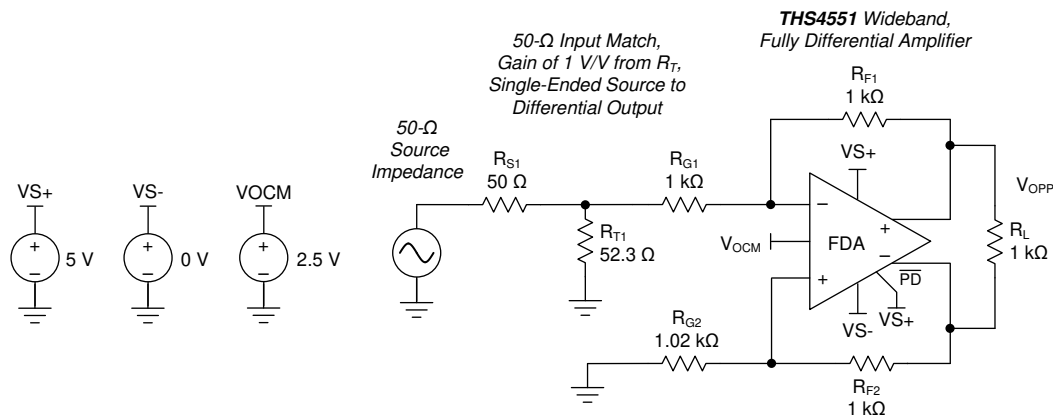 THS4551 Wideband,
Fully Differential Amplifier
50-Ω Input Match,
Gain of 1 V/V from RT,
Single-Ended Source to
Differential Output
50-Ω
Source
Impedance
VS+
5 V
VS-
0 V
VOCM
2.5 V
RS1
50 Ω
RT1
52.3 Ω
RG1
1 kΩ
RF1
1 kΩ
VS+
VOCM
FDA
PD
VS+
VS-
VOPP
RL
1 kΩ
RG2
1.02 kΩ
RF2
1 kΩ